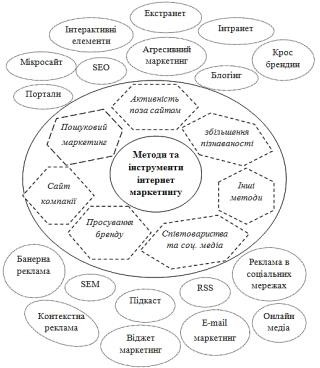 Екстранет
Інтерактивні
елементи
Інтранет
Агресивний
маркетинг
Крос
брендин
Мікросайт
SEO
Блогінг
Портали
Активність
поза сайтом
Пошуковий
маркетинг
збільшення
пізнаваності
Методи та
інструменти
інтернет
маркетингу
Сайт
компанії
Інші
методи
Просування
бренду
Співтовариства
та соц. медіа
Банерна
реклама
Реклама в
соціальних
мережах
SEM
RSS
Підкаст
Контекстна
реклама
E-mail
маркетинг
Онлайн
медіа
Віджет
маркетинг